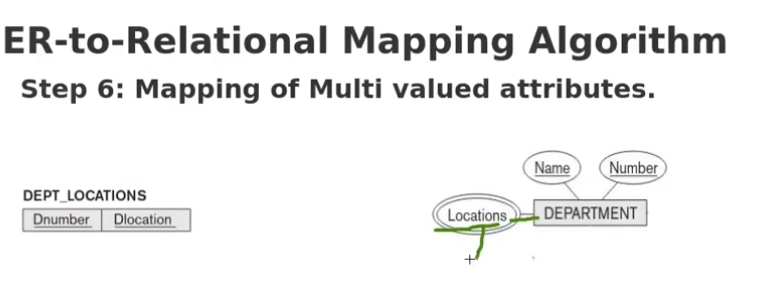 ER-to-Relational Mapping Algorithm
Step 6: Mapping of Multi valued attributes.
Name Number
DEPT_LOCATIONS
Dnumber Dlocation
Locations DEPARTMENT